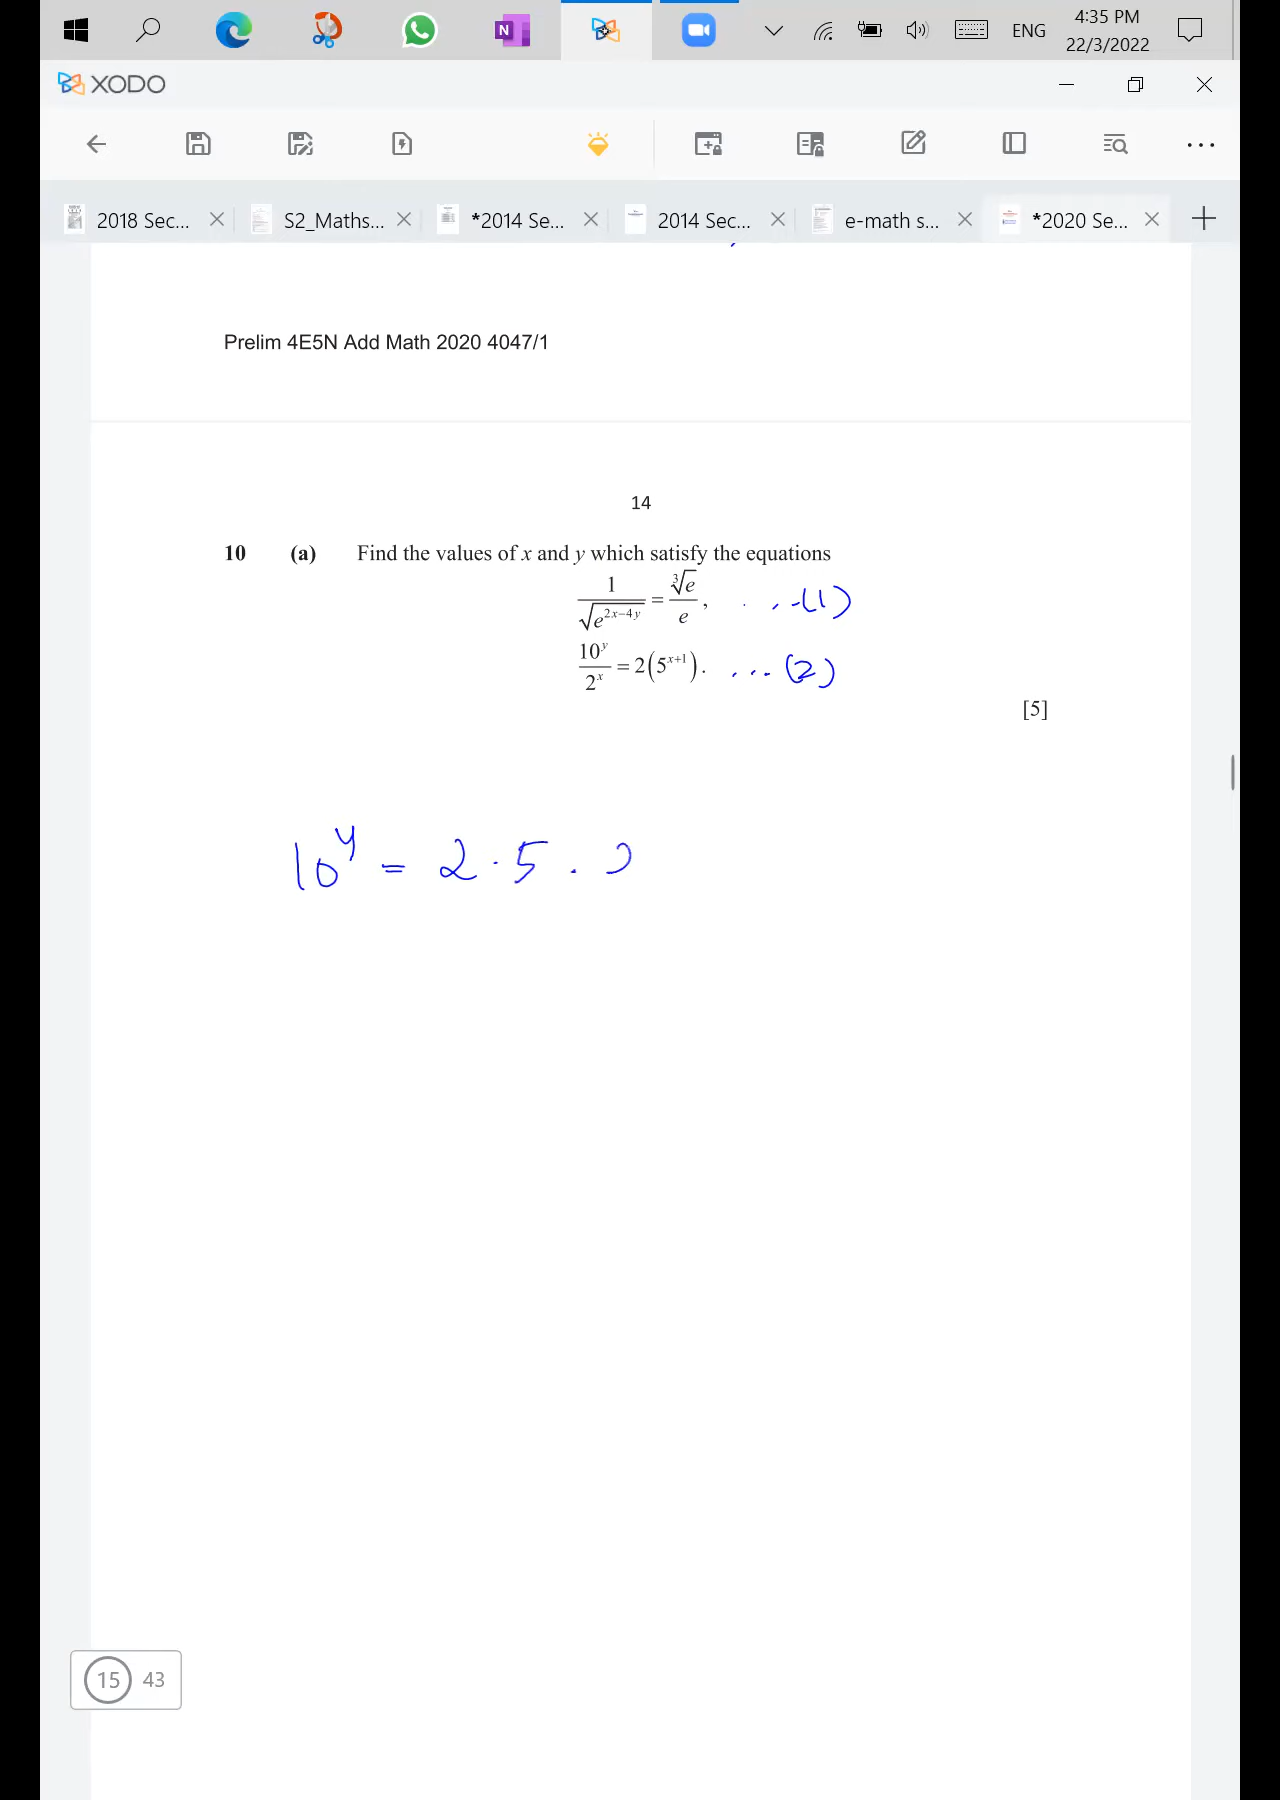 4:35 PM
ENG
22/3/2022
XODO
2018 Sec...
S2_Maths...
*2014 Se...
2014 Sec...
e-math s...
*2020 Se...
Prelim 4E5N Add Math 2020 4047/1
14
10 (a) Find the values of x and y which satisfy the equations
1/√(e^(2x−4y)) = ∛e/e, ...(1)
10^y/2^x = 2(5^(x+1)). ...(2)
[5]
10^y = 2 · 5 ·
15 43